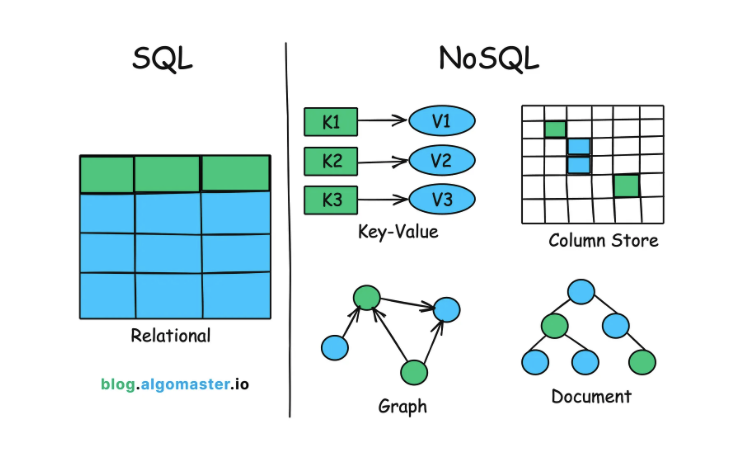 SQL
NoSQL
K1
V1
K2
V2
K3
V3
Key-Value
Column Store
Relational
blog.algomaster.io
Graph
Document